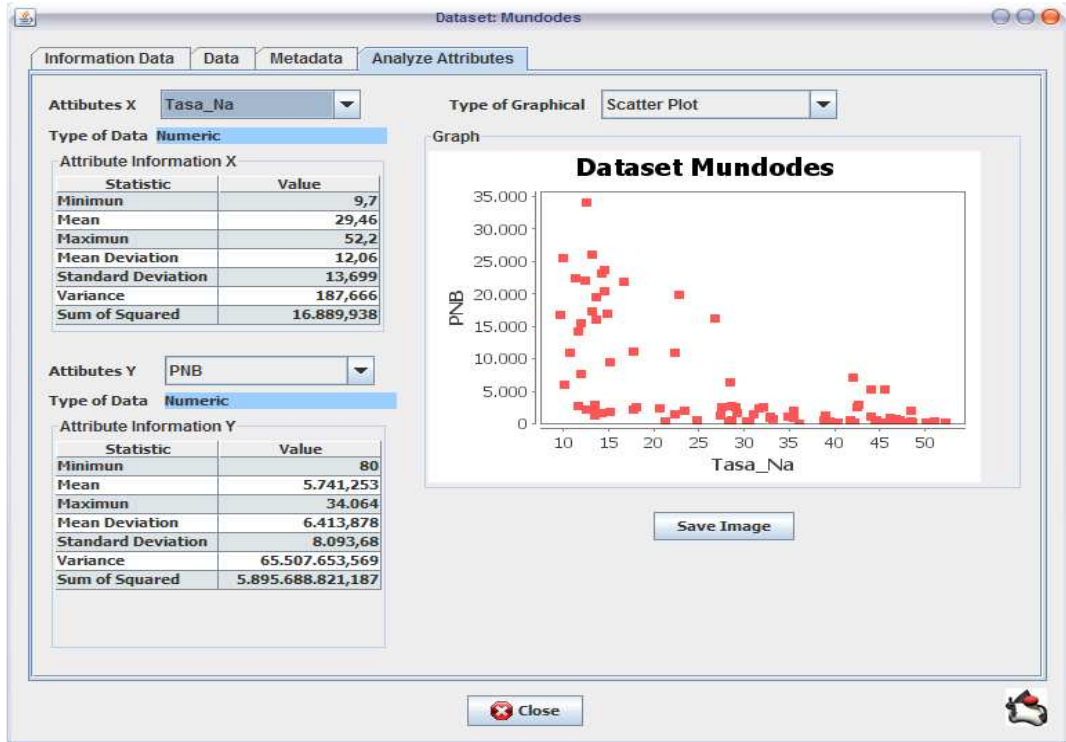 Dataset: Mundodes
Information Data
Data
Metadata
Analyze Attributes
Attibutes X
Tasa_Na
Type of Data Numeric
Attribute Information X
Statistic Value
Minimun 9,7
Mean 29,46
Maximun 52,2
Mean Deviation 12,06
Standard Deviation 13,699
Variance 187,666
Sum of Squared 16.889,938
Attibutes Y
PNB
Type of Data Numeric
Attribute Information Y
Statistic Value
Minimun 80
Mean 5.741,253
Maximun 34.064
Mean Deviation 6.413,878
Standard Deviation 8.093,68
Variance 65.507.653,569
Sum of Squared 5.895.688.821,187
Type of Graphical
Scatter Plot
Graph
Dataset Mundodes
PNB
35.000
30.000
25.000
20.000
15.000
10.000
5.000
0
10 15 20 25 30 35 40 45 50
Tasa_Na
Save Image
Close